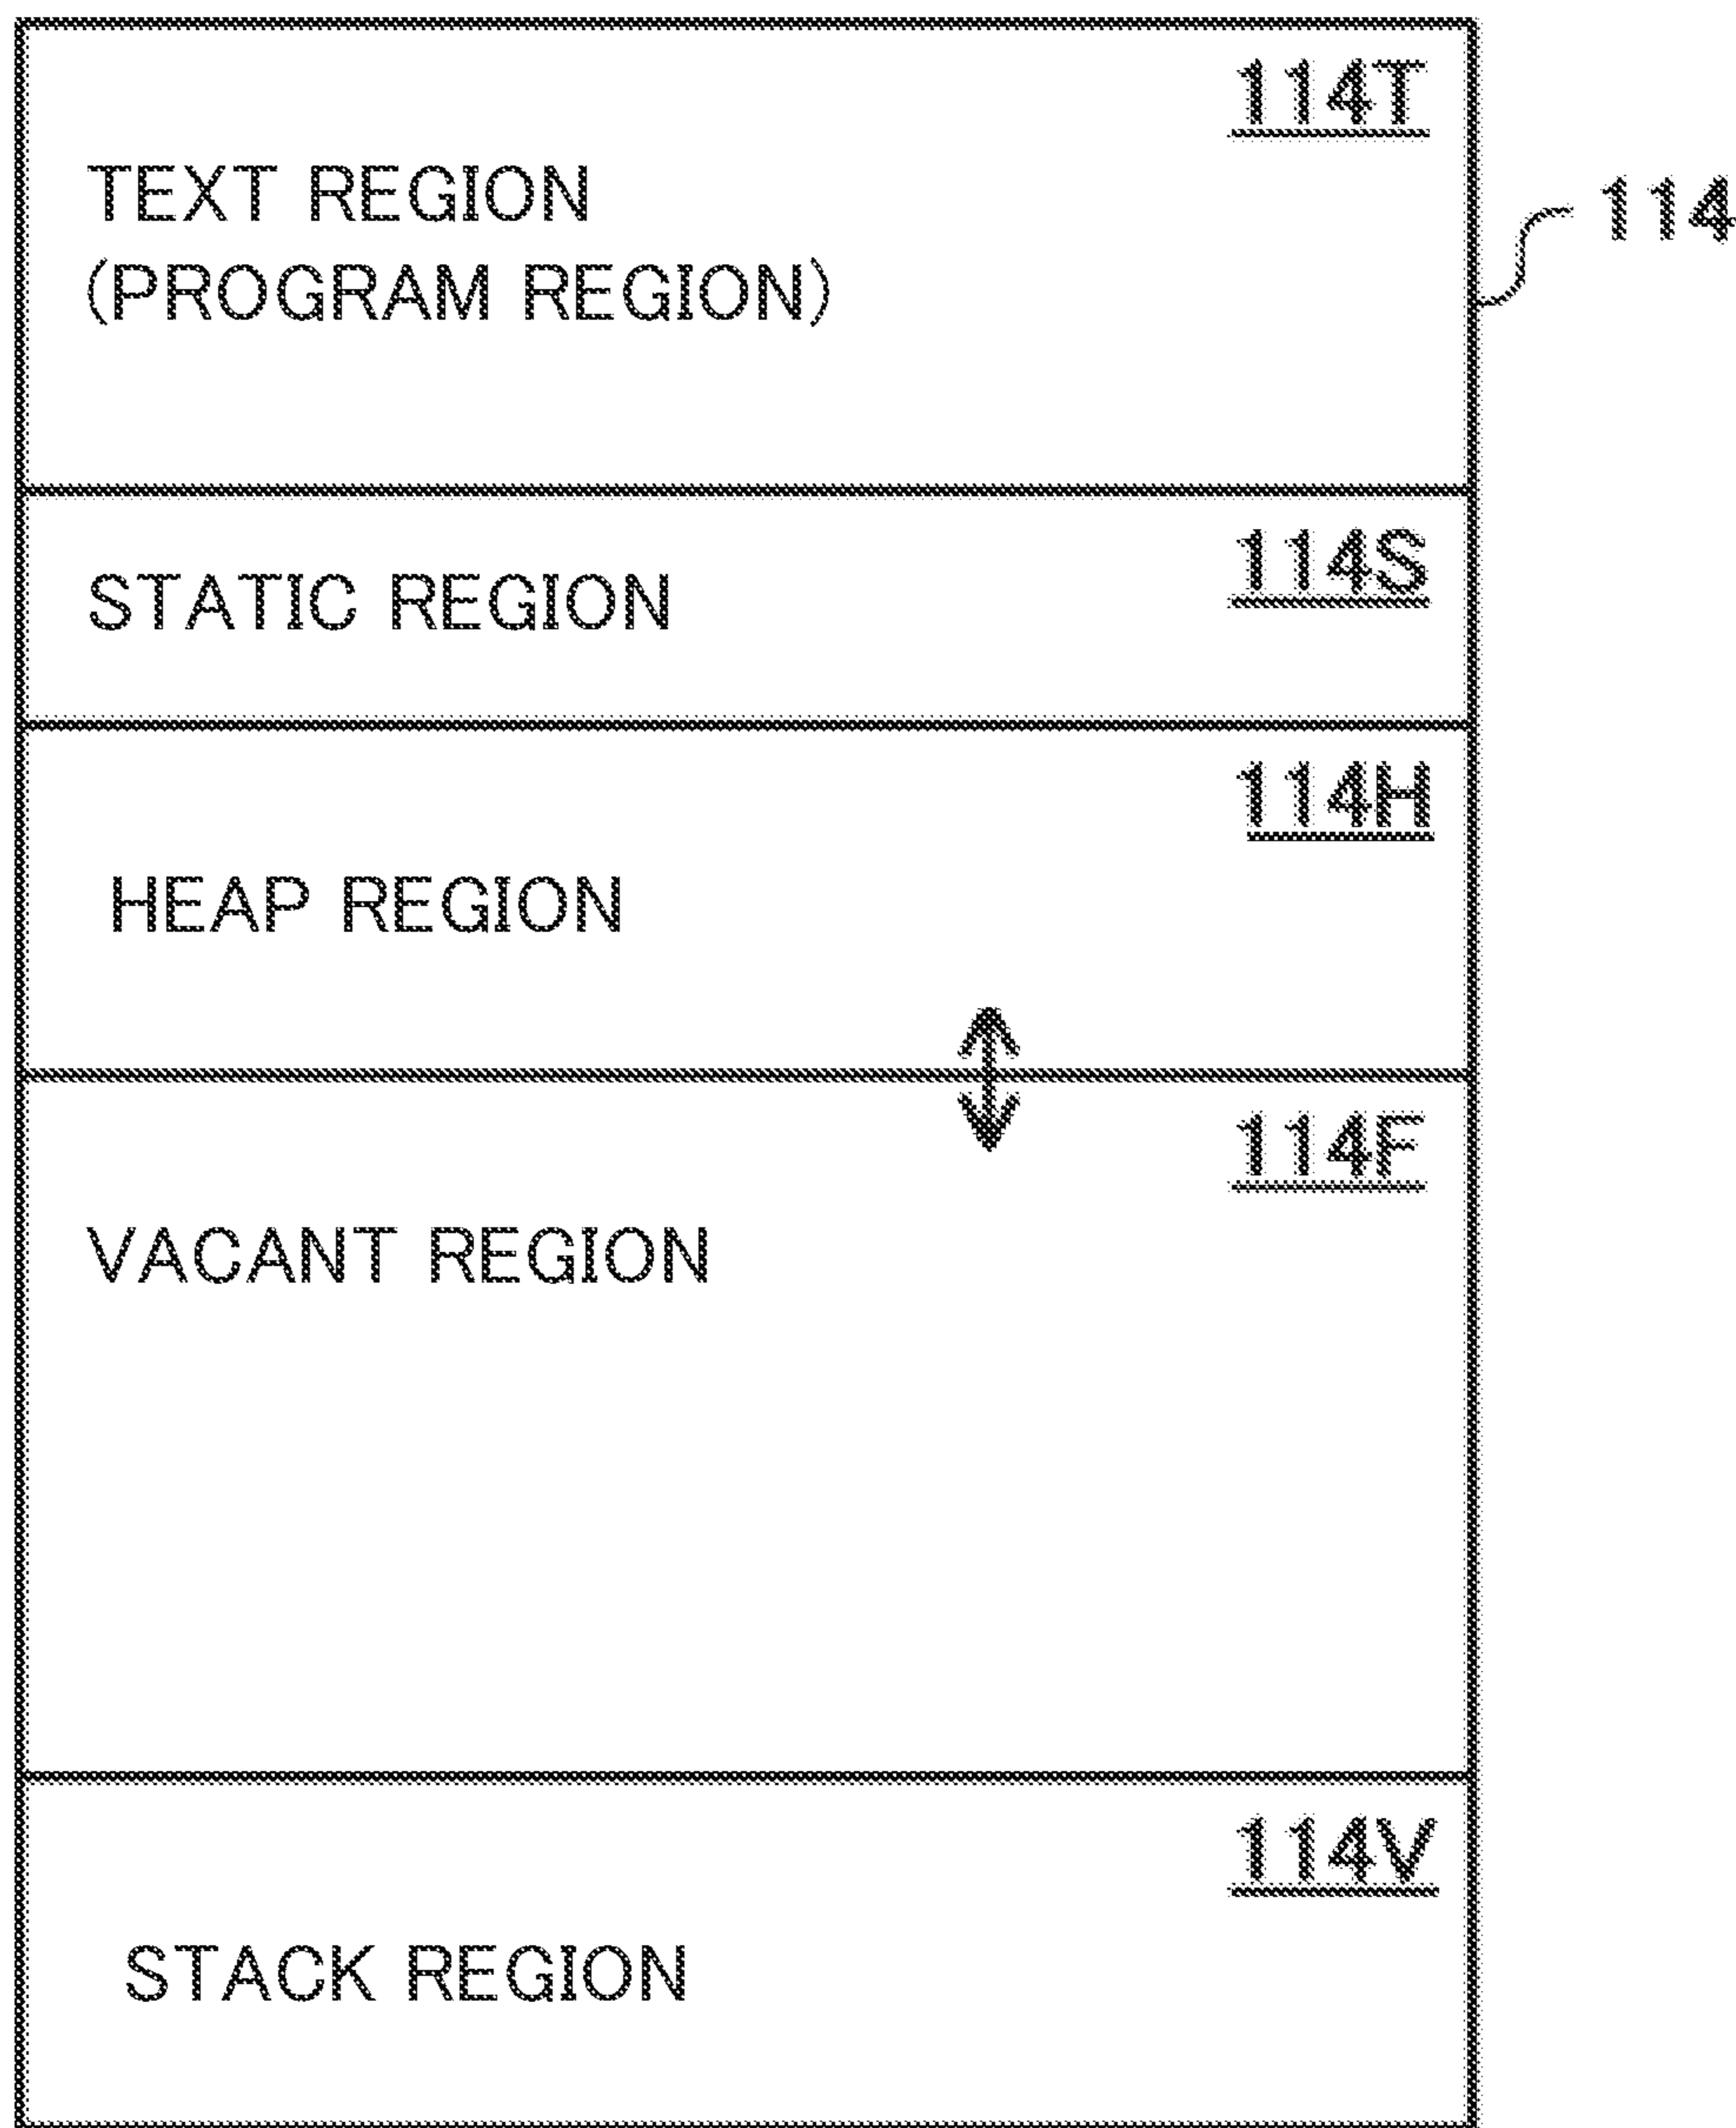 114T
114
TEXT REGION
(PROGRAM REGION)
114S
STATIC REGION
114H
HEAP REGION
114F
VACANT REGION
114V
STACK REGION